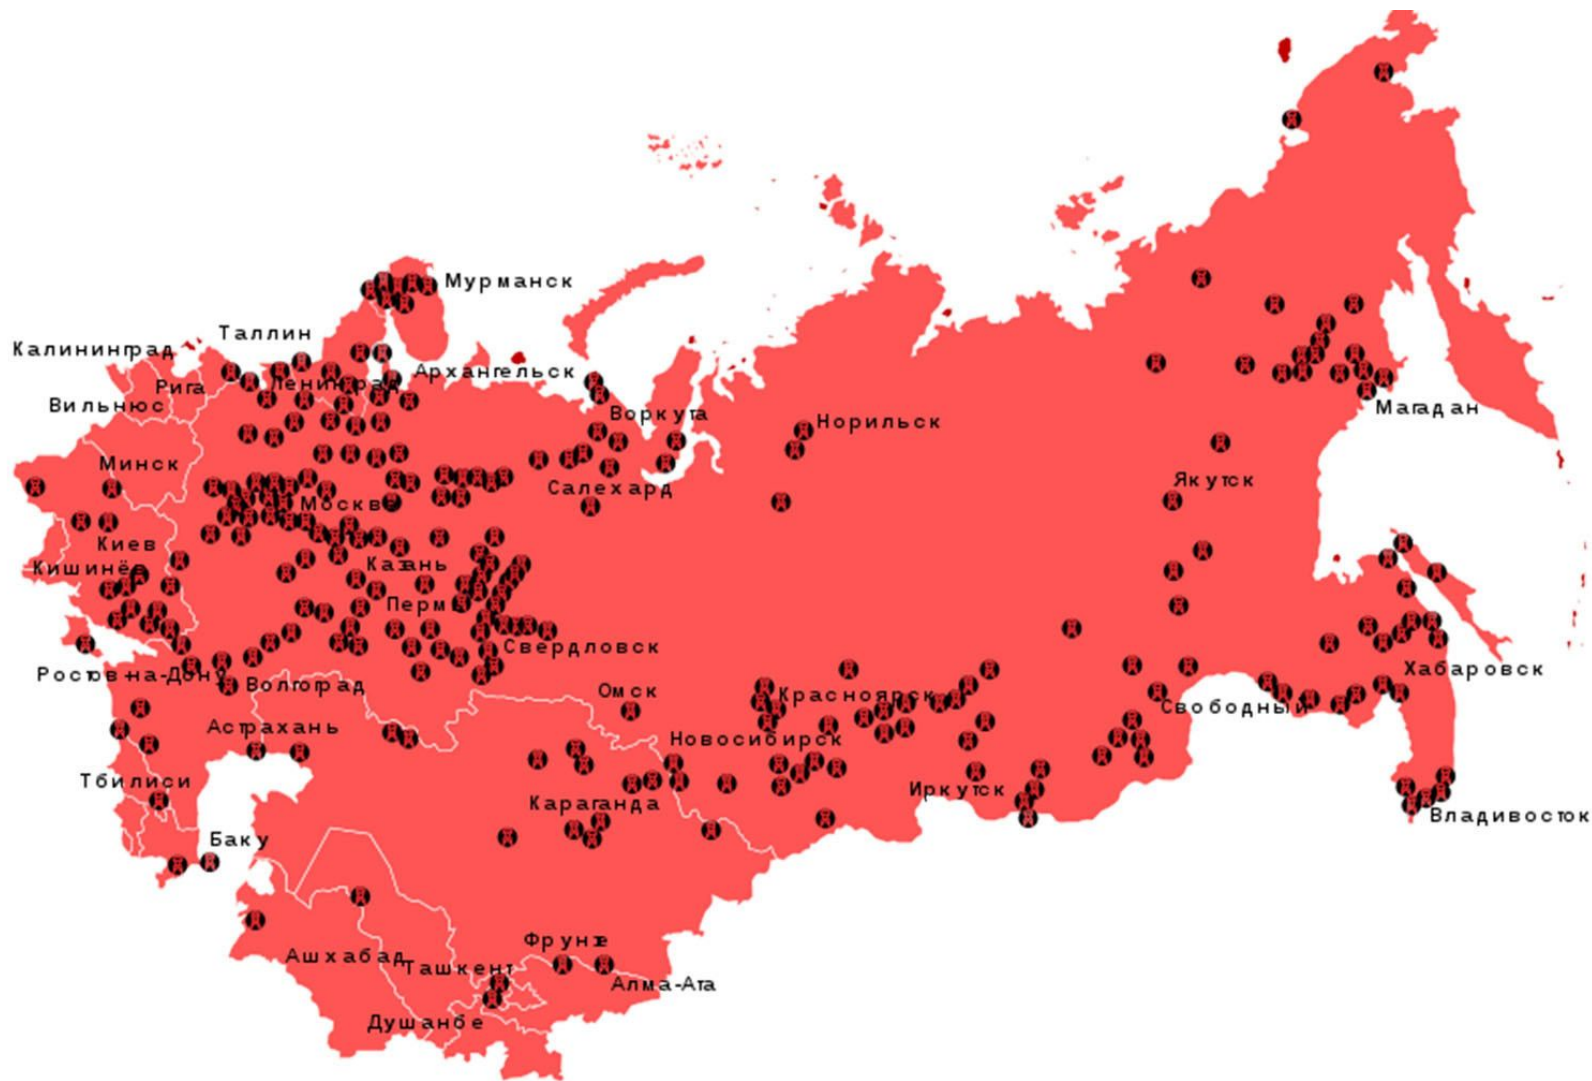 Мурманск
Таллин
Калининград
Архангельск
Рига
Ленинград
Вильнюс
Воркута
Магадан
Норильск
Минск
Якутск
Салехард
Москва
Киев
Казань
Кишинёв
Пермь
Свердловск
Хабаровск
Ростов-на-Дону
Волгоград
Омск
Красноярск
Свободный
Астрахань
Новосибирск
Тбилиси
Иркутск
Караганда
Владивосток
Баку
Фрунзе
Ашхабад
Ташкент
Алма-Ата
Душанбе